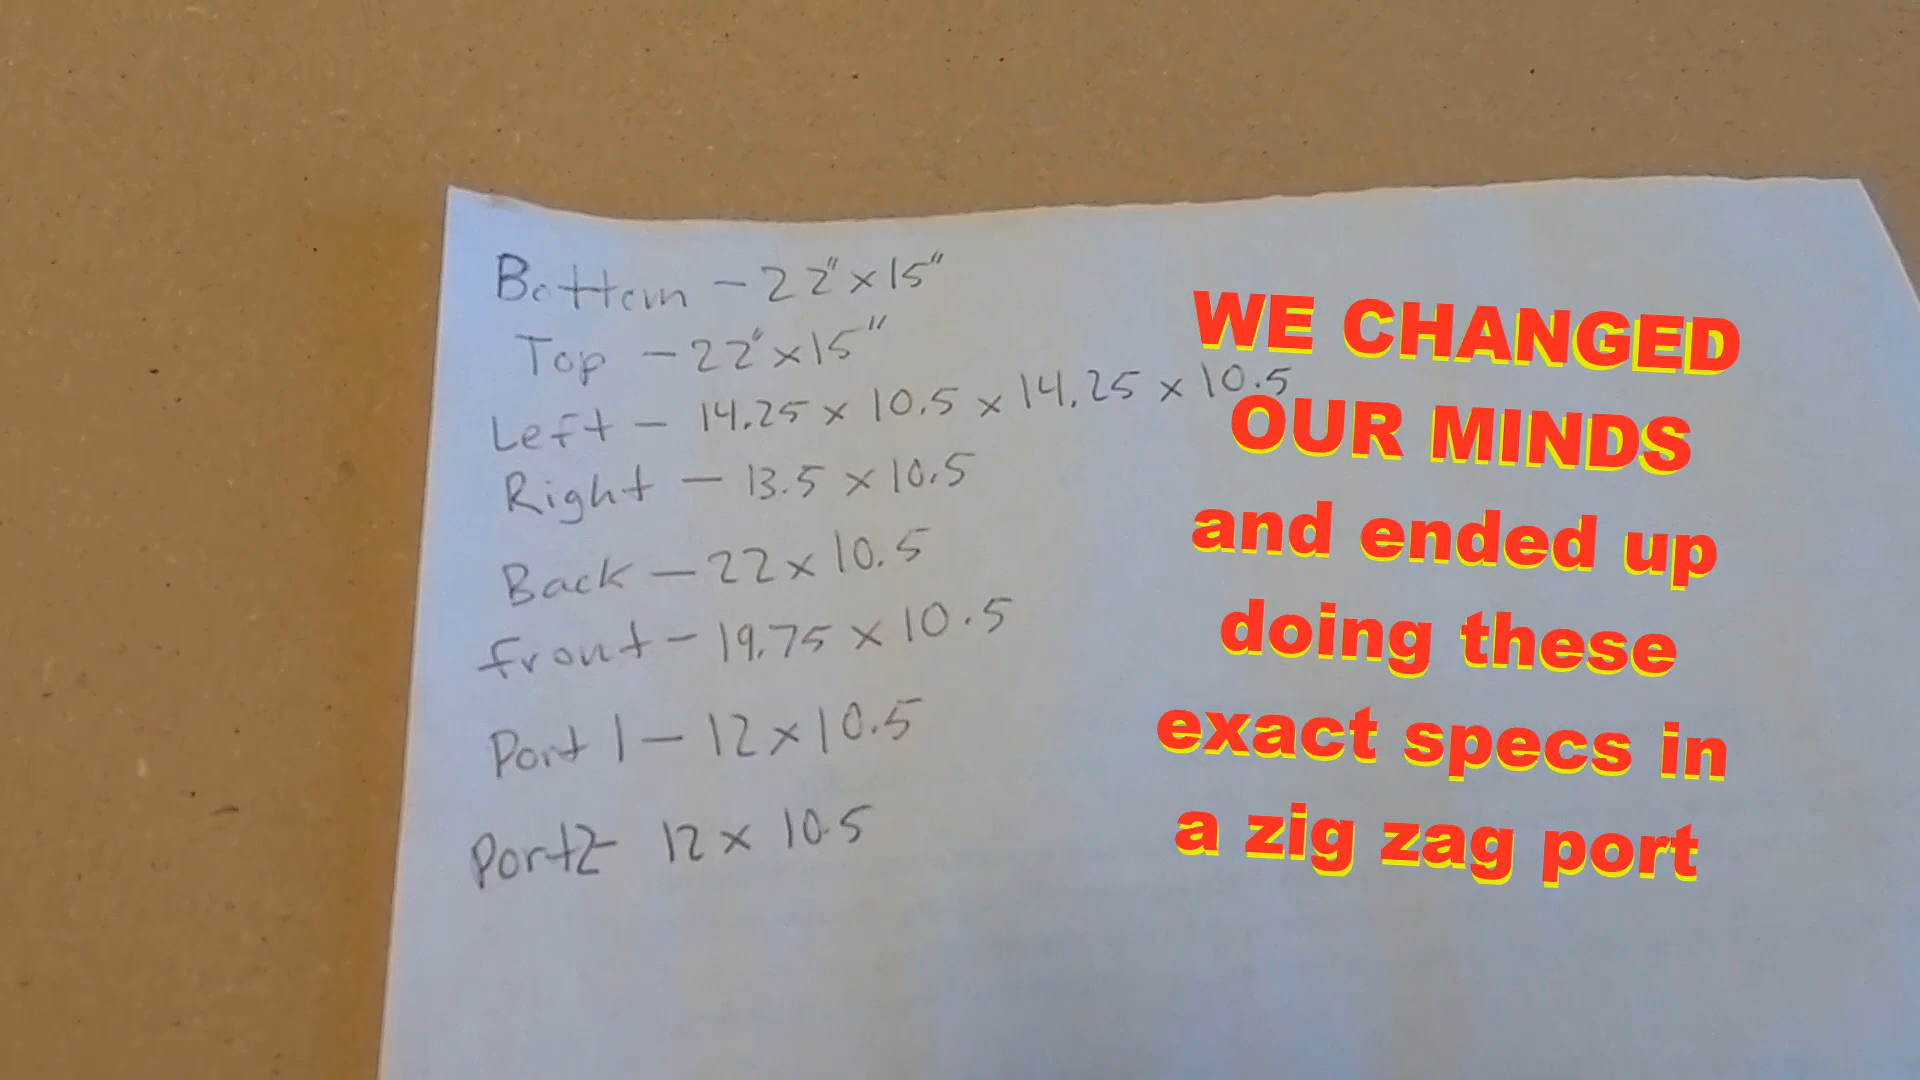 Bottom - 22" x 15"
Top - 22" x 15"
Left - 14.25 x 10.5 x 14.25 x 10.5
Right - 13.5 x 10.5
Back - 22 x 10.5
front - 19.75 x 10.5
Port 1 - 12 x 10.5
Port2- 12 x 10.5
WE CHANGED
OUR MINDS
and ended up
doing these
exact specs in
a zig zag port